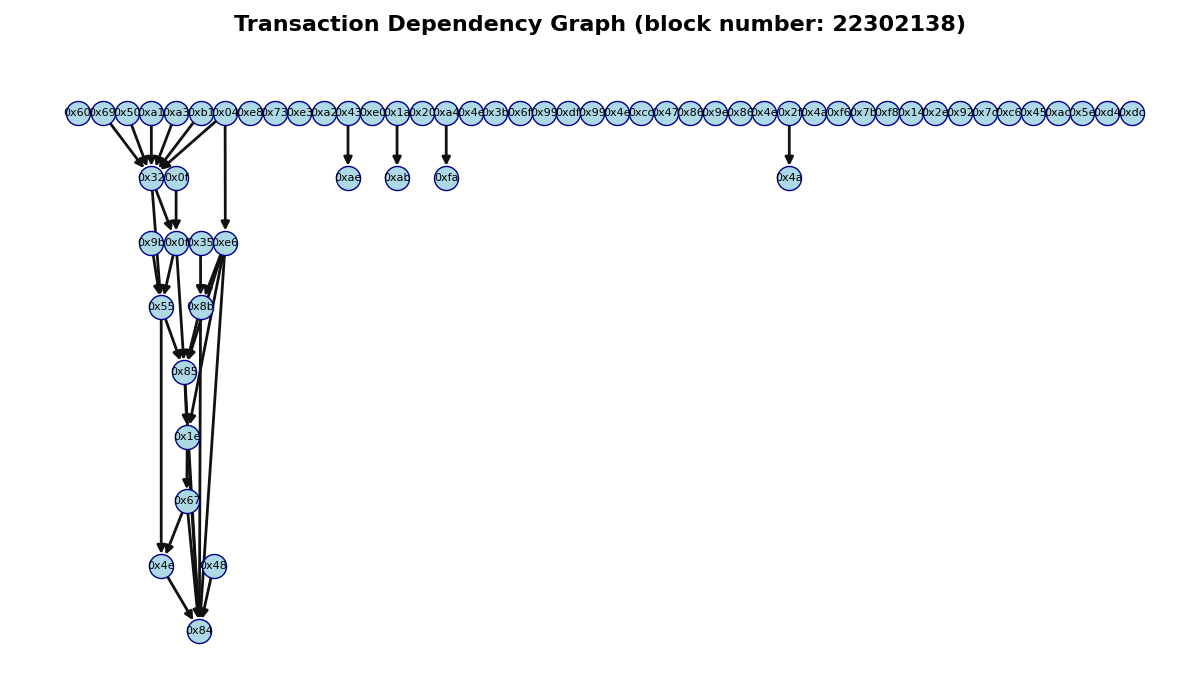 Transaction Dependency Graph (block number: 22302138)
0x60 0x69 0x50 0xa1 0xa3 0xb1 0x04 0xe8 0x73 0xe3 0xa2 0x43 0xe0 0x1a 0x20 0xa4 0x4e 0x3b 0x6f 0x99 0xdf 0x99 0x4e 0xcc 0x47 0x86 0x9e 0x86 0x4e 0x2f 0x4a 0xf6 0x7b 0xf8 0x14 0x2e 0x92 0x7c 0xc6 0x45 0xac 0x5e 0xd4 0xdc
0x32 0x0f 0xae 0xab 0xfa 0x4a
0x9b 0x0f 0x35 0xe6
0x55 0x8b
0x85
0x1e
0x67
0x4e 0x48
0x84